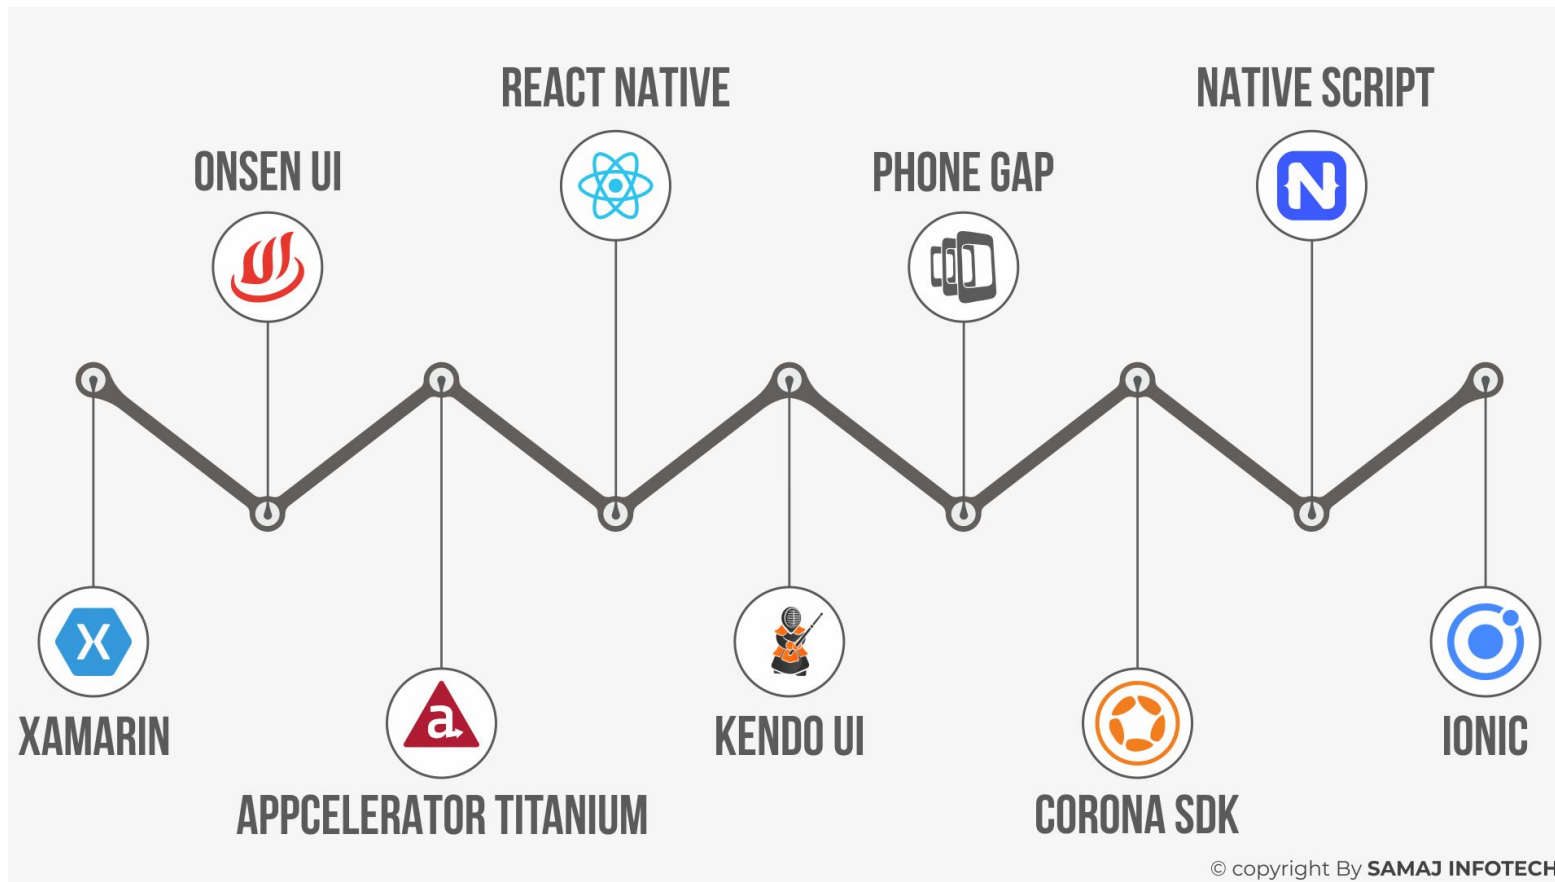 REACT NATIVE
NATIVE SCRIPT
ONSEN UI
PHONE GAP
N
X
a
XAMARIN
KENDO UI
IONIC
APPCELERATOR TITANIUM
CORONA SDK
© copyright By SAMAJ INFOTECH